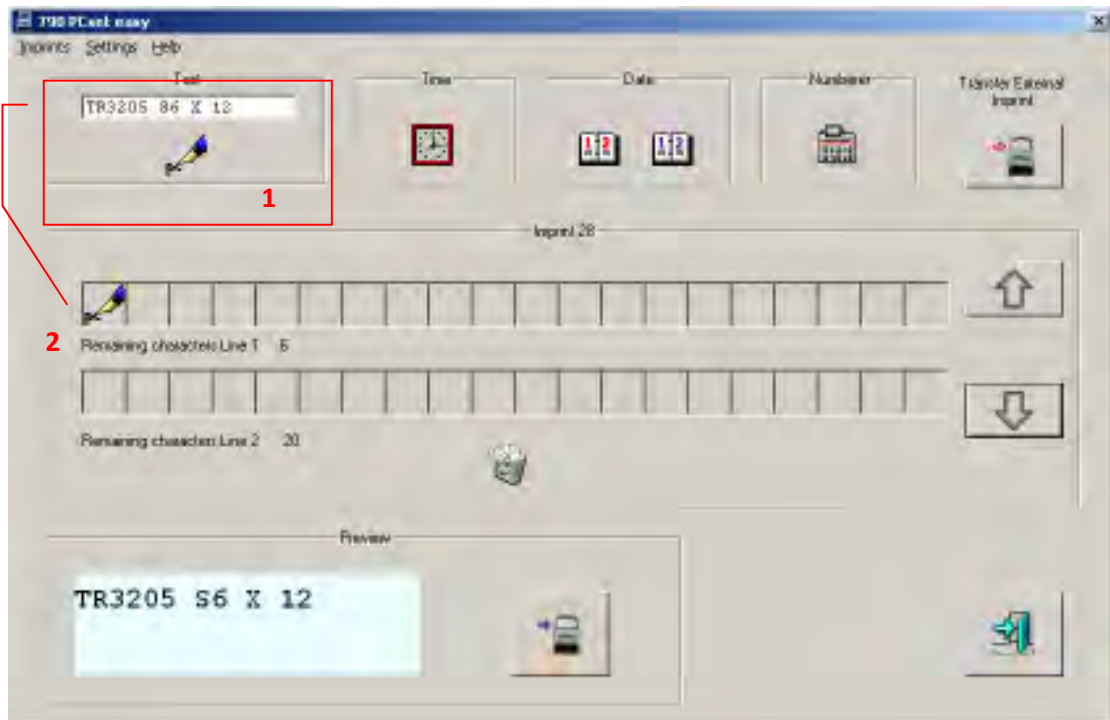 790 PCset easy
Imprints Settings Help
Text
Time
Date
Numberer
Transfer External
Imprint
TR3205 S6 X 12
1
Imprint 28
2
Remaining characters Line 1 6
Remaining characters Line 2 20
Preview
TR3205 S6 X 12